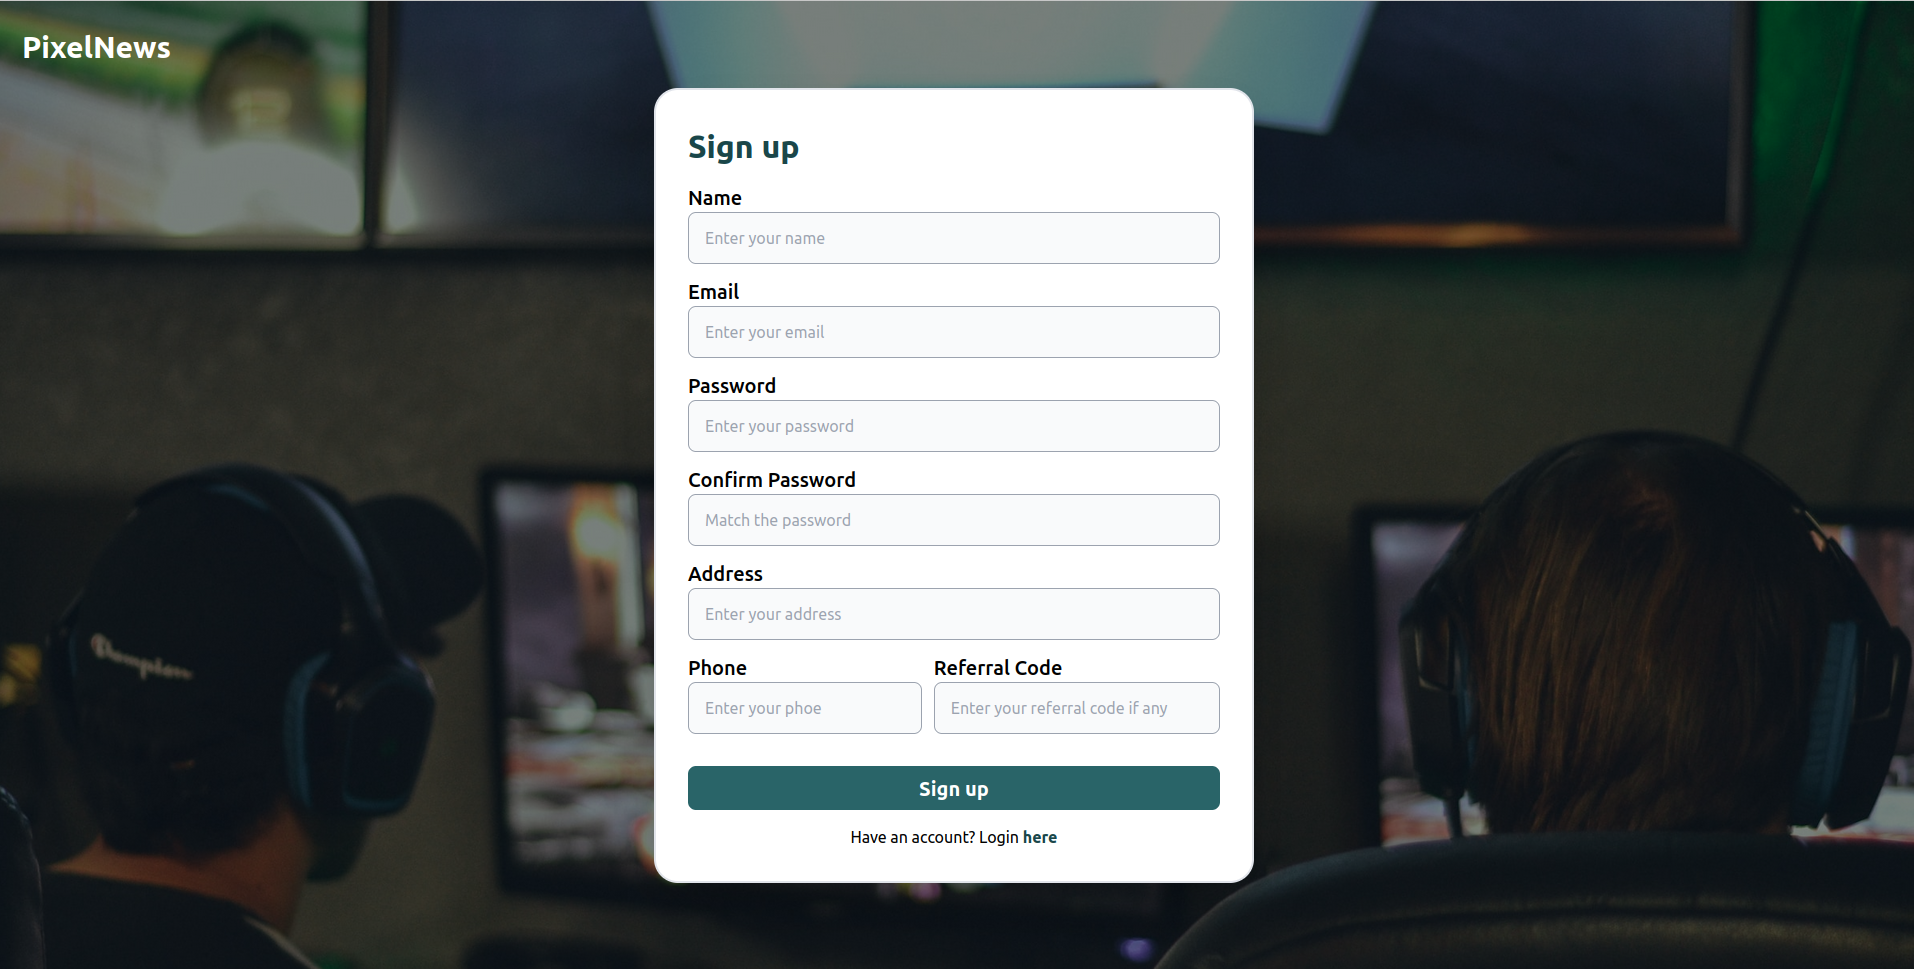 PixelNews
Sign up
Name
Enter your name
Email
Enter your email
Password
Enter your password
Confirm Password
Match the password
Address
Enter your address
Phone Referral Code
Enter your phoe Enter your referral code if any
Sign up
Have an account? Login here
Champion